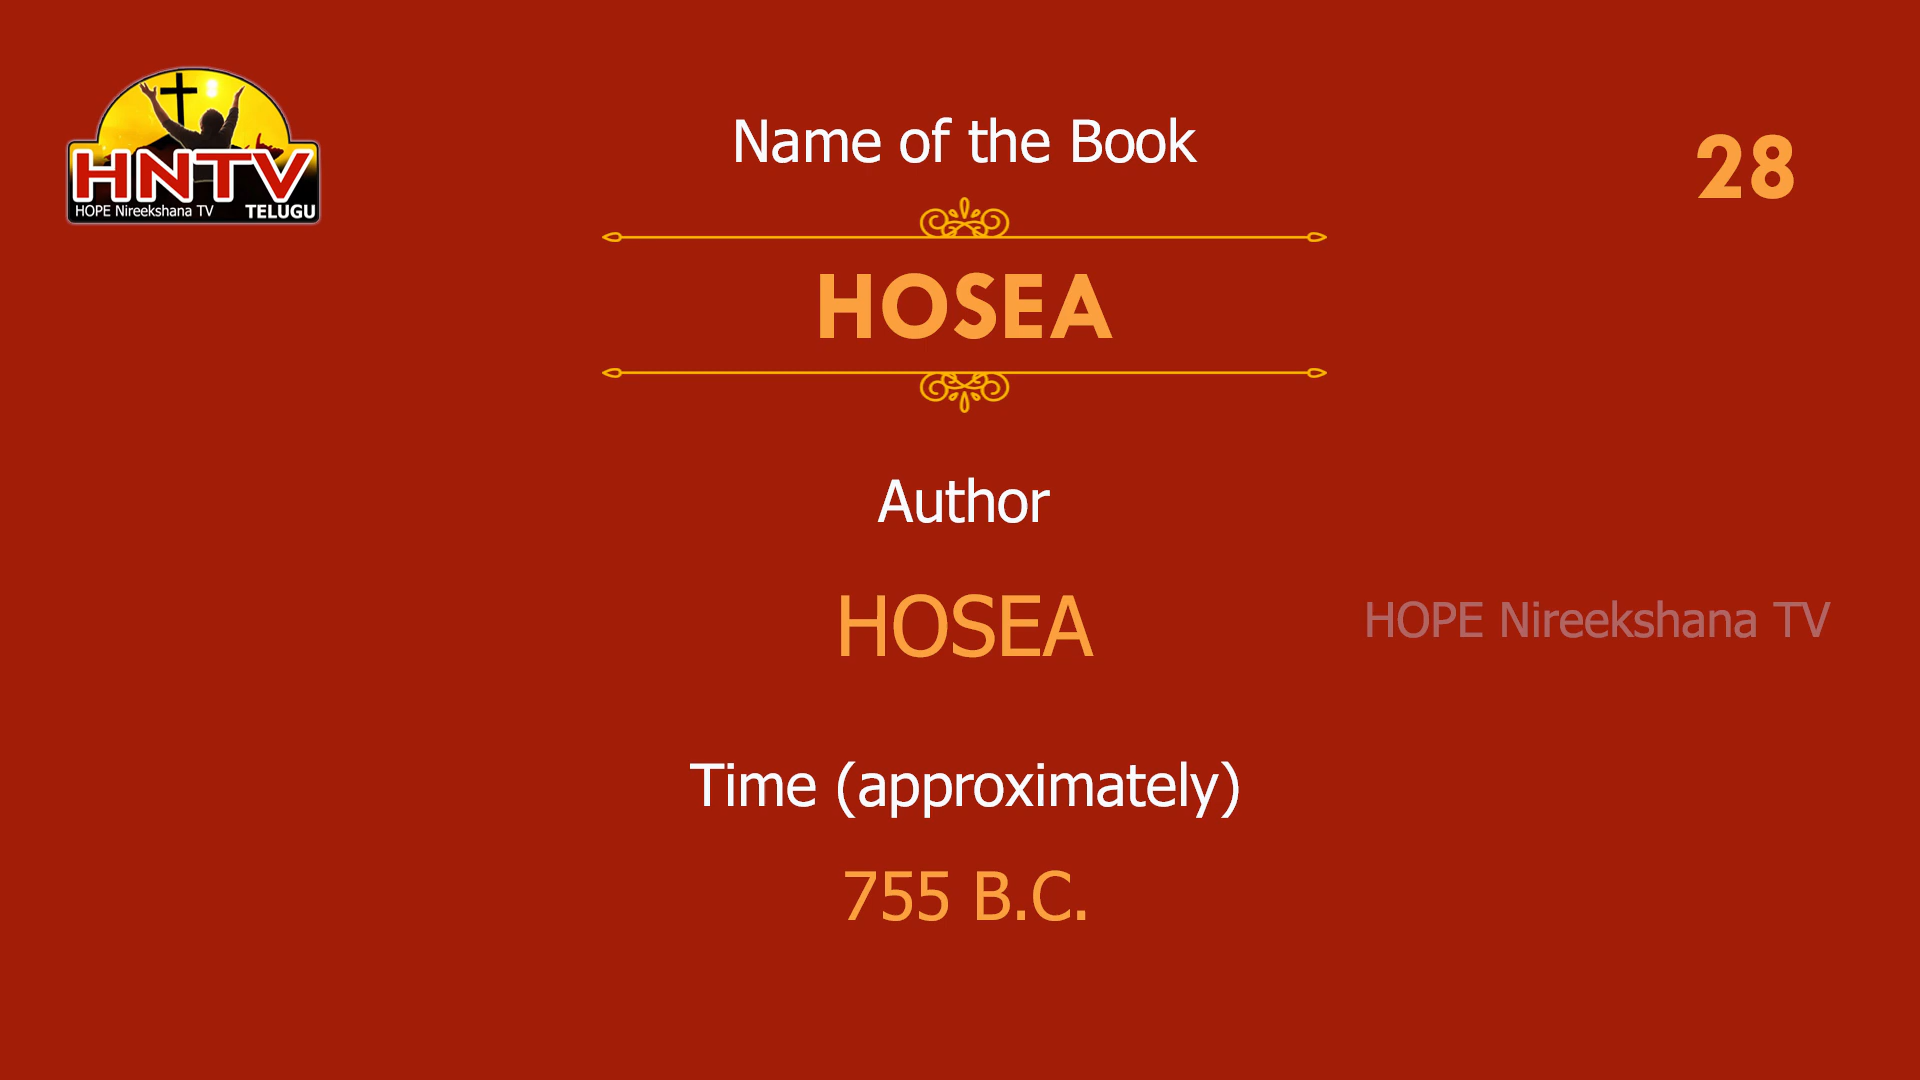 HNTV
HOPE Nireekshana TV TELUGU
Name of the Book
28
HOSEA
Author
HOSEA
HOPE Nireekshana TV
Time (approximately)
755 B.C.